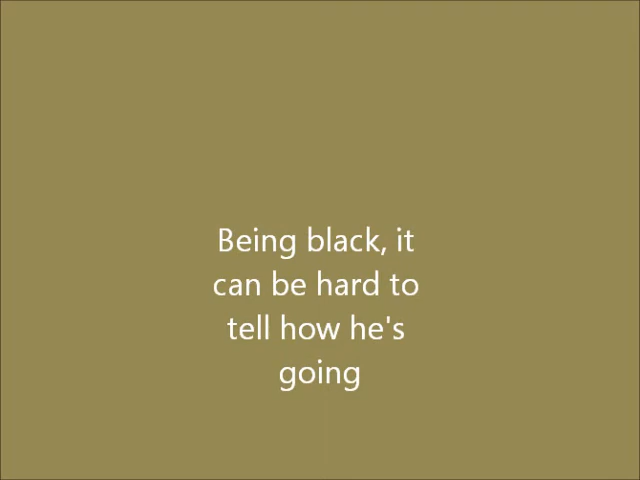 Being black, it
can be hard to
tell how he's
going